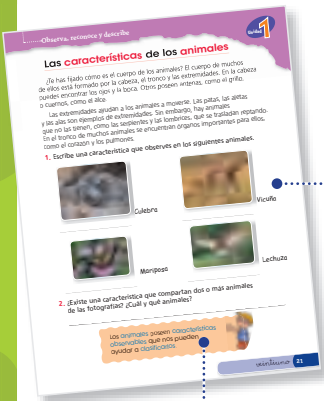 Observa, reconoce y describe
Unidad 1
Las características de los animales
¿Te has fijado cómo es el cuerpo de los animales? El cuerpo de muchos
de ellos está formado por la cabeza, el tronco y las extremidades. En la cabeza
puedes encontrar los ojos y la boca. Otros poseen antenas, como el grillo,
o cuernos, como el alce.
Las extremidades ayudan a los animales a moverse. Las patas, las aletas
y las alas son ejemplos de extremidades. Sin embargo, hay animales
que no las tienen, como las serpientes y las lombrices, que se trasladan reptando.
En el tronco de muchos animales se encuentran órganos importantes para ellos,
como el corazón y los pulmones.
1. Escribe una característica que observes en los siguientes animales.
Culebra
Vicuña
Mariposa
Lechuza
2. ¿Existe una característica que compartan dos o más animales
de las fotografías? ¿Cuál y qué animales?
Los animales poseen características
observables que nos pueden
ayudar a clasificarlos
veintiuno 21